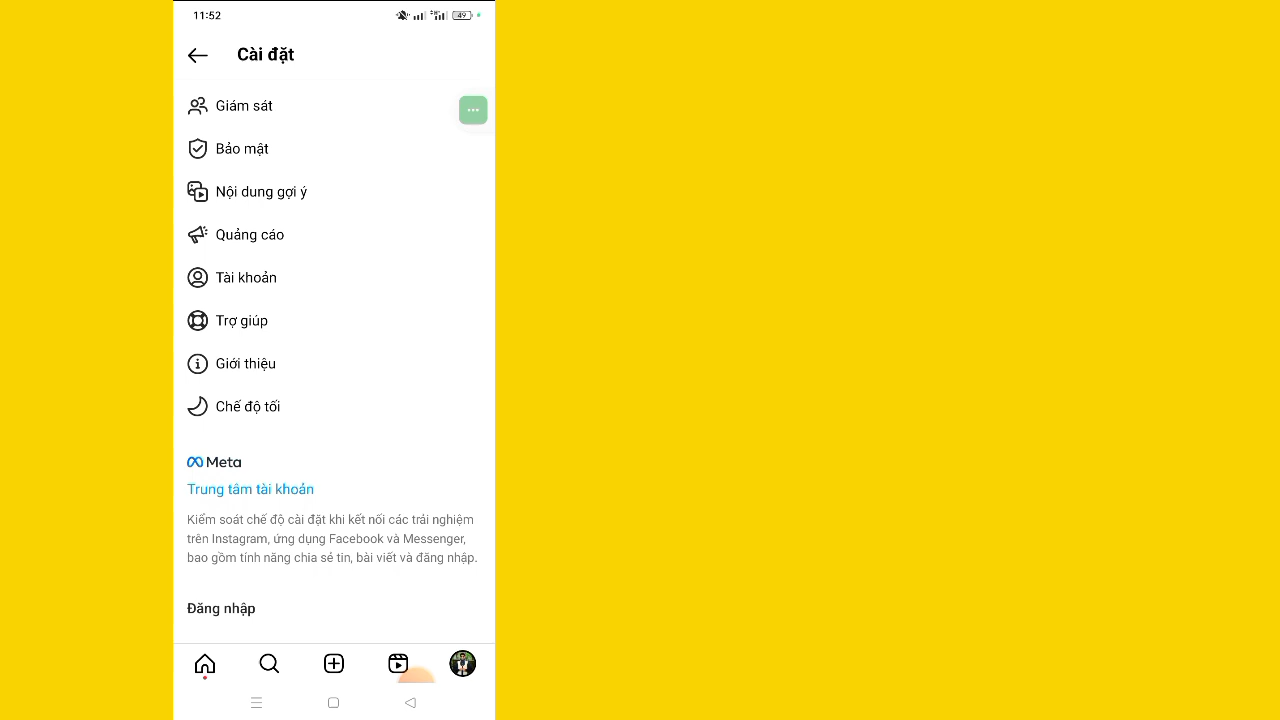 11:52
49
Cài đặt
Giám sát
Bảo mật
Nội dung gợi ý
Quảng cáo
Tài khoản
Trợ giúp
Giới thiệu
Chế độ tối
Meta
Trung tâm tài khoản
Kiểm soát chế độ cài đặt khi kết nối các trải nghiệm
trên Instagram, ứng dụng Facebook và Messenger,
bao gồm tính năng chia sẻ tin, bài viết và đăng nhập.
Đăng nhập